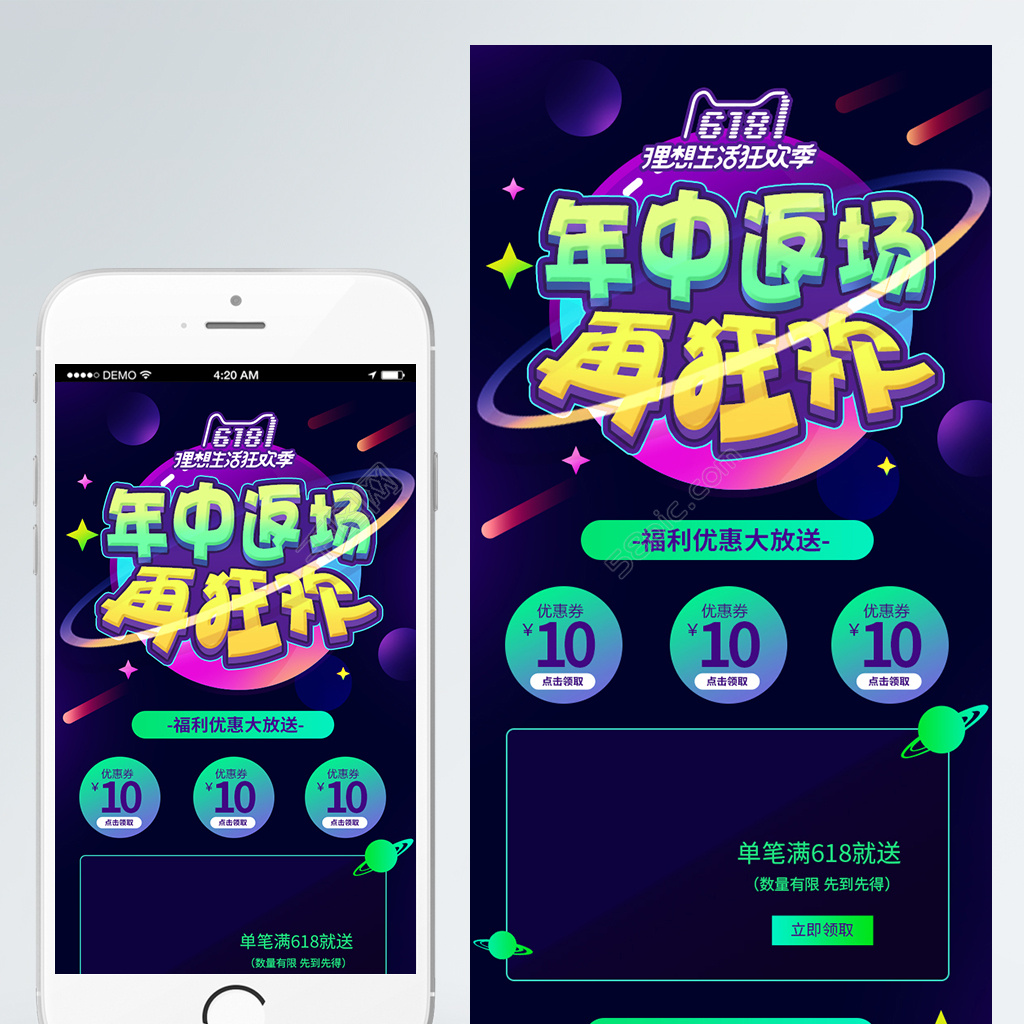 ●●●●○ DEMO
4:20 AM
618
理想生活狂欢季
年中返场
再狂欢
-福利优惠大放送-
优惠券
¥10
点击领取
优惠券
¥10
点击领取
优惠券
¥10
点击领取
单笔满618就送
(数量有限 先到先得)
618
理想生活狂欢季
年中返场
再狂欢
-福利优惠大放送-
优惠券
¥10
点击领取
优惠券
¥10
点击领取
优惠券
¥10
点击领取
单笔满618就送
(数量有限 先到先得)
立即领取
58pic.com